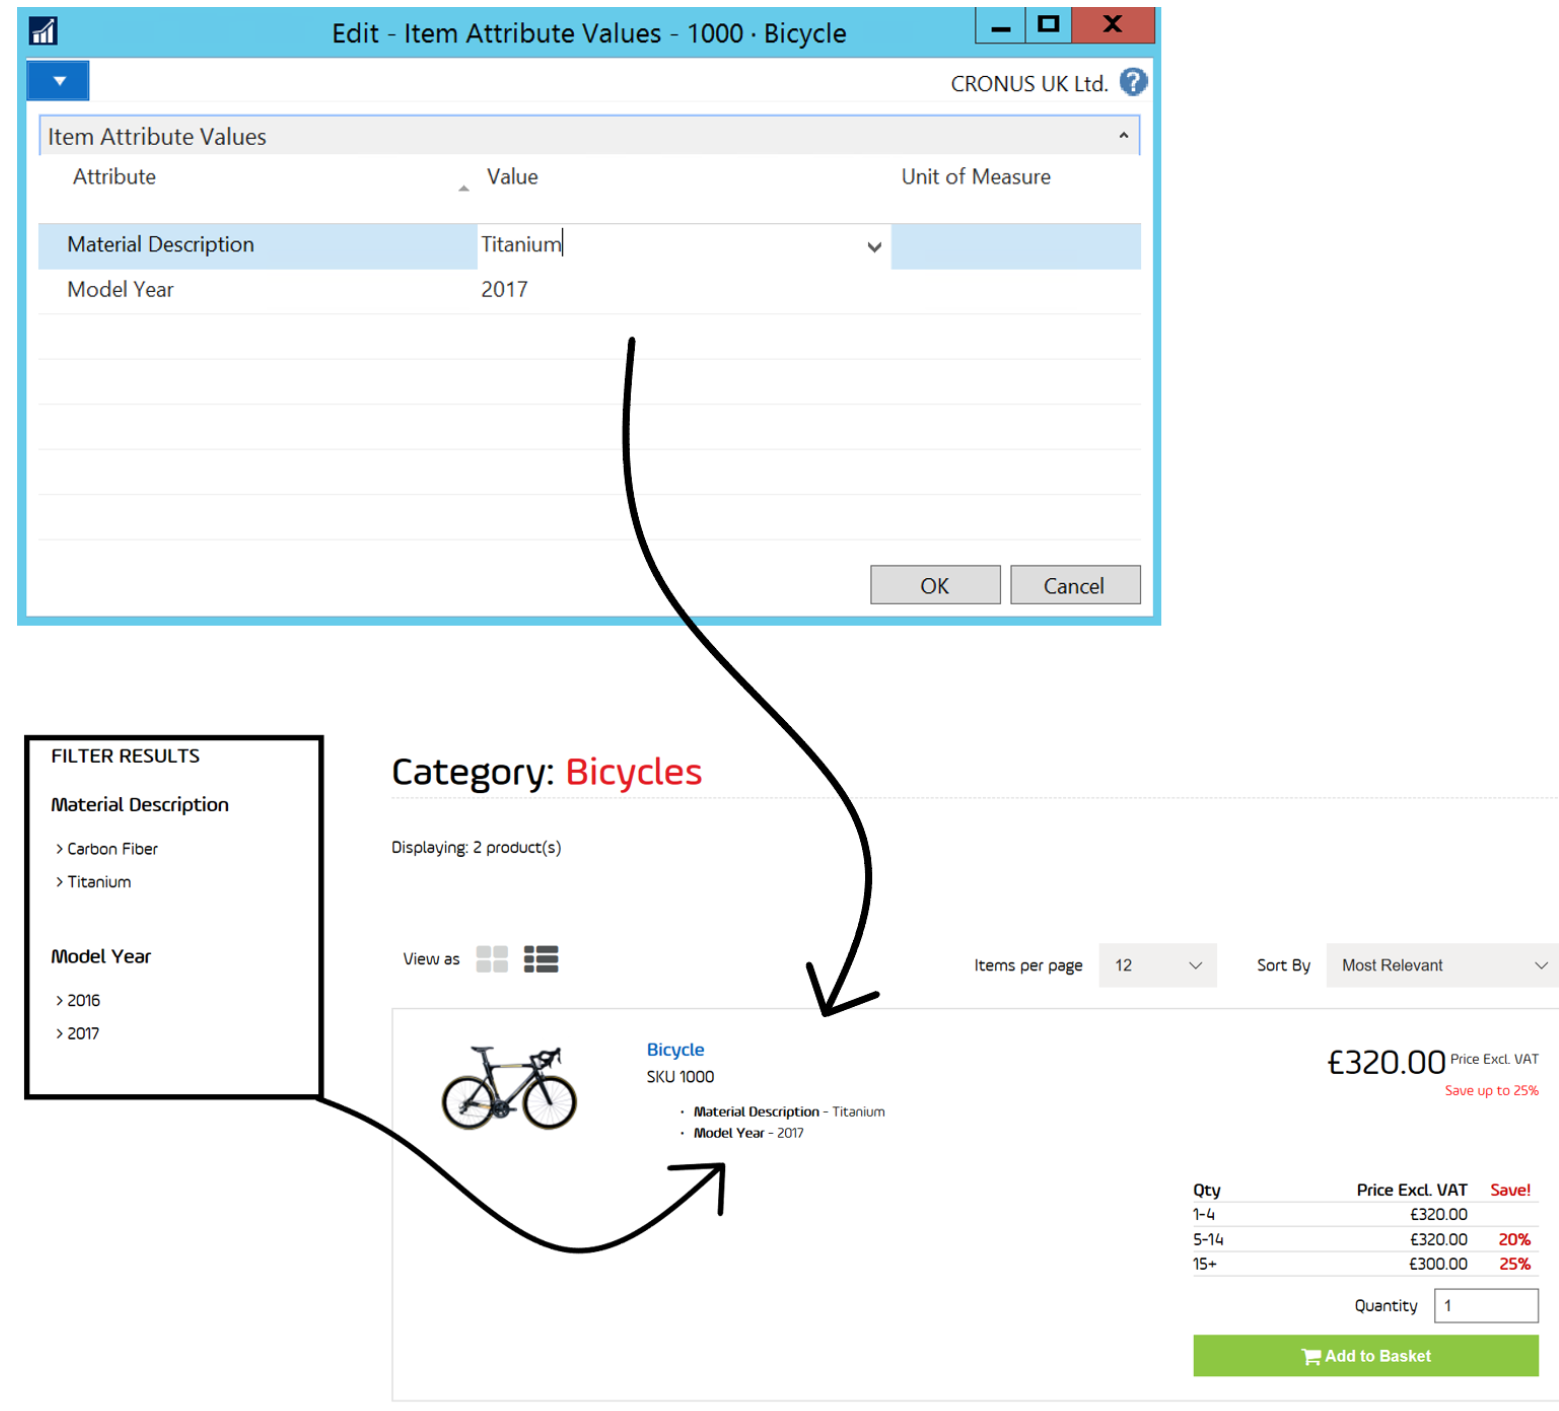 Edit - Item Attribute Values - 1000 · Bicycle
CRONUS UK Ltd.
Item Attribute Values
Attribute Value Unit of Measure
Material Description Titanium
Model Year 2017
OK Cancel
FILTER RESULTS
Material Description
> Carbon Fiber
> Titanium
Model Year
> 2016
> 2017
Category: Bicycles
Displaying: 2 product(s)
View as Items per page 12 Sort By Most Relevant
Bicycle
SKU 1000
· Material Description - Titanium
· Model Year - 2017
£320.00 Price Excl. VAT
Save up to 25%
Qty Price Excl. VAT Save!
1-4 £320.00
5-14 £320.00 20%
15+ £300.00 25%
Quantity 1
Add to Basket